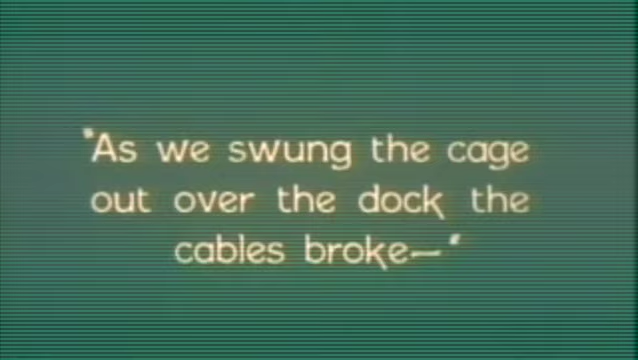 "As we swung the cage
out over the dock the
cables broke—"